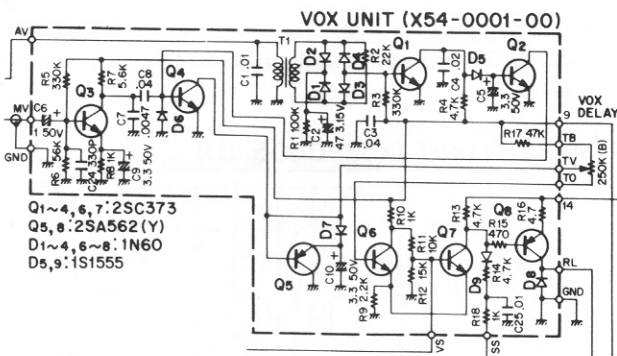 VOX UNIT (X54-0001-00)
AV
T1
D2
D4
R2
22K
Q1
C4 .02
D5
Q2
R5
330K
R7
5.6K
C8
.04
Q4
C1 .01
Q3
D1
D3
R3
330K
R4
4.7K
C5
3.3
50V
MV
C6
1 50V
C7
.0047
D6
R1 100K
C2
47 3.15V
C3
.04
9
VOX
DELAY
R17 47K
TB
GND
R6
56K
C24 330P
R8 1K
C9
3.3 50V
TV
TO
250K(B)
14
Q1~4, 6, 7:2SC373
Q5, 8:2SA562(Y)
D1~4, 6~8:1N60
D5, 9:1S1555
R10
1K
R13
4.7K
R16
4.7
Q8
D7
Q6
R11
10K
Q7
R15
470
RL
Q5
C10
3.3 50V
R9 2.2K
R12 15K
D9
R14
4.7K
D8
GND
R18
1K
C25 .01
VS
SS